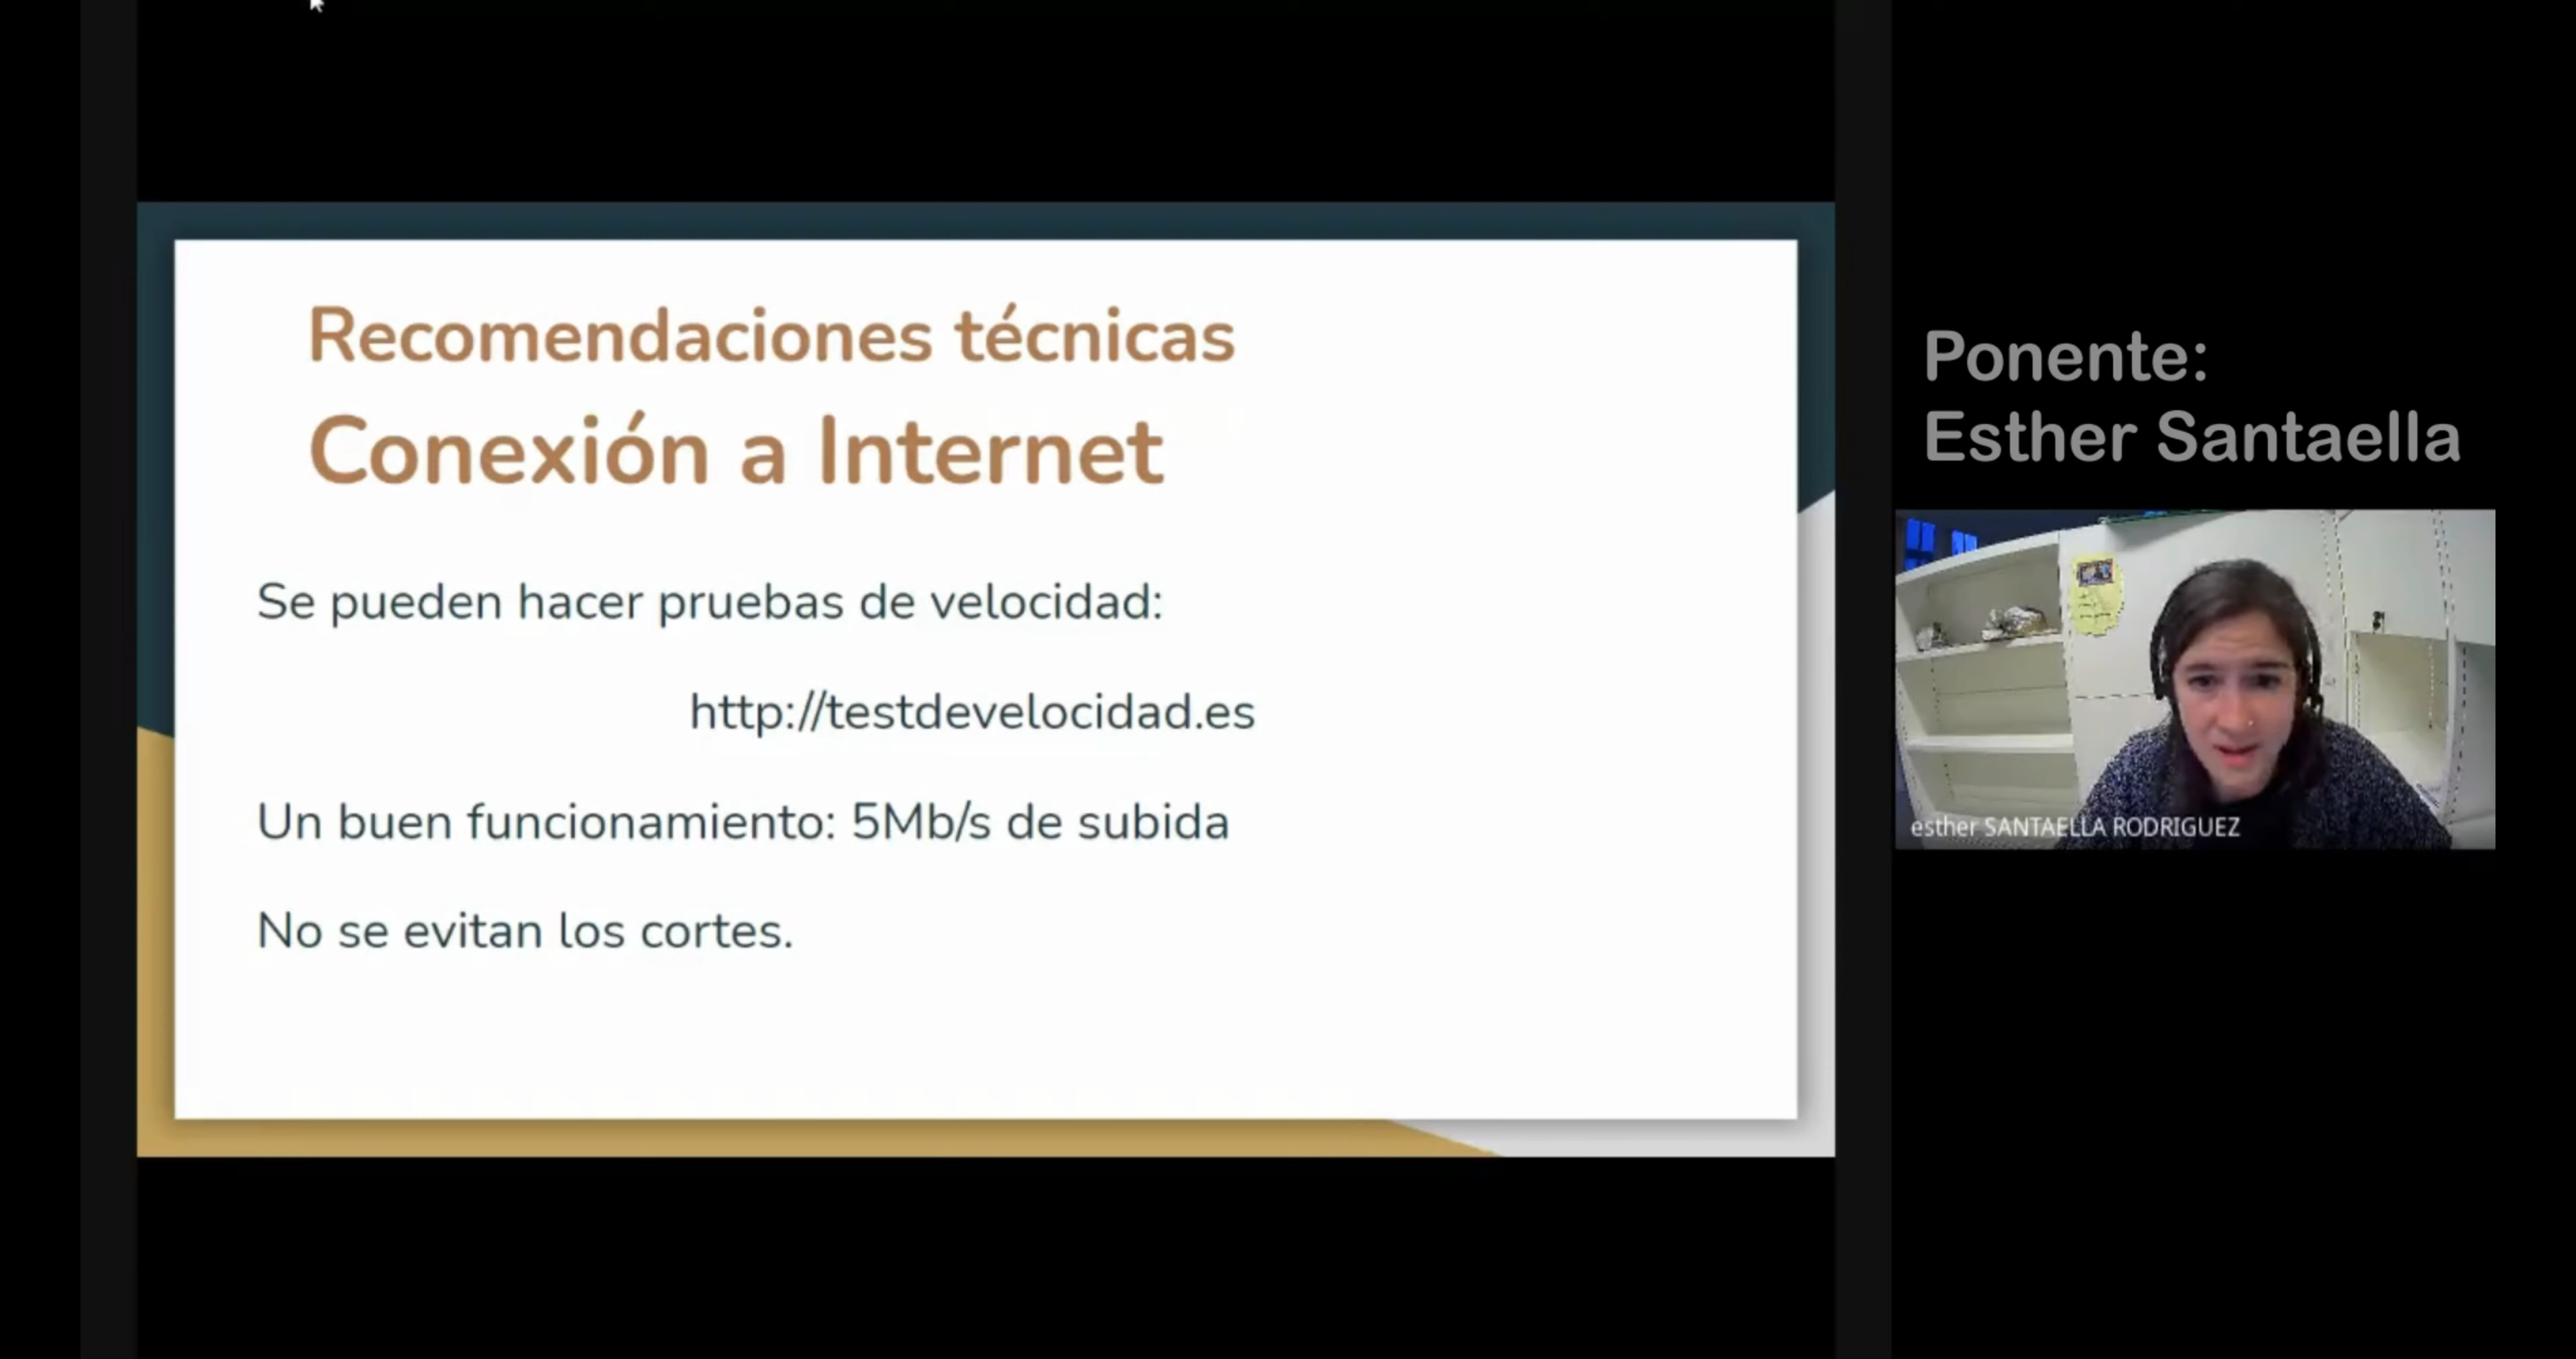 Recomendaciones técnicas
Conexión a Internet
Se pueden hacer pruebas de velocidad:
http://testdevelocidad.es
Un buen funcionamiento: 5Mb/s de subida
No se evitan los cortes.
Ponente:
Esther Santaella
esther SANTAELLA RODRIGUEZ